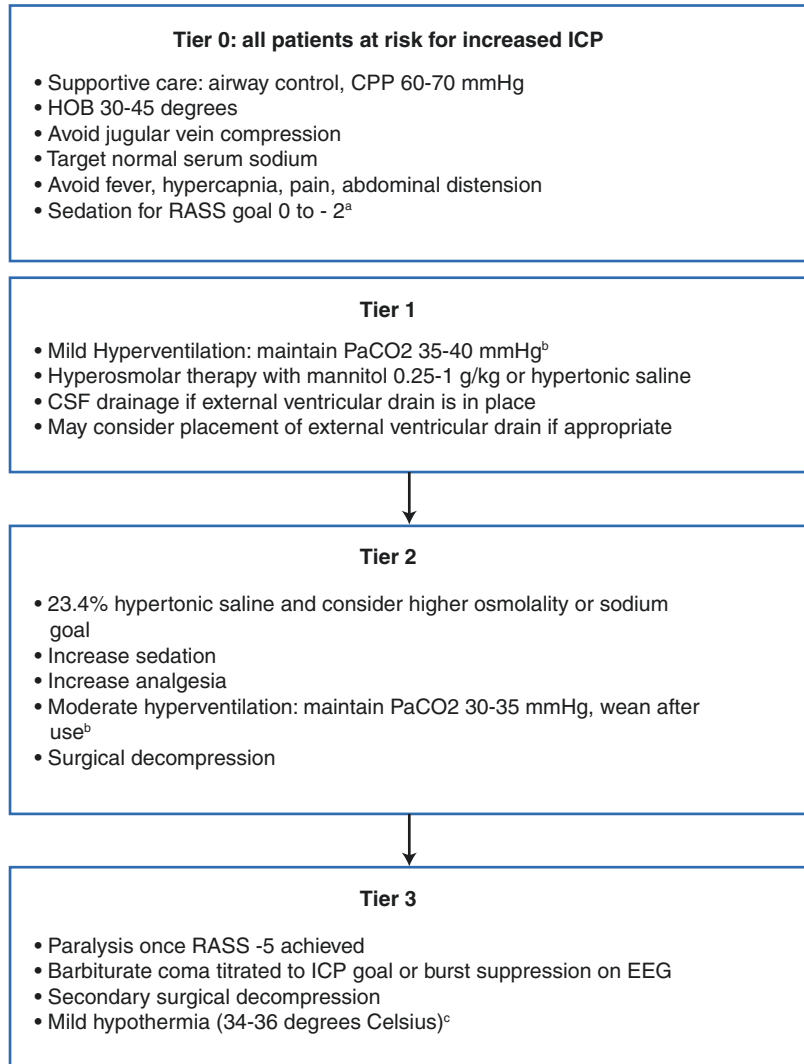 Tier 0: all patients at risk for increased ICP
• Supportive care: airway control, CPP 60-70 mmHg
• HOB 30-45 degrees
• Avoid jugular vein compression
• Target normal serum sodium
• Avoid fever, hypercapnia, pain, abdominal distension
• Sedation for RASS goal 0 to - 2ᵃ
Tier 1
• Mild Hyperventilation: maintain PaCO2 35-40 mmHgᵇ
• Hyperosmolar therapy with mannitol 0.25-1 g/kg or hypertonic saline
• CSF drainage if external ventricular drain is in place
• May consider placement of external ventricular drain if appropriate
Tier 2
• 23.4% hypertonic saline and consider higher osmolality or sodium
goal
• Increase sedation
• Increase analgesia
• Moderate hyperventilation: maintain PaCO2 30-35 mmHg, wean after
useᵇ
• Surgical decompression
Tier 3
• Paralysis once RASS -5 achieved
• Barbiturate coma titrated to ICP goal or burst suppression on EEG
• Secondary surgical decompression
• Mild hypothermia (34-36 degrees Celsius)ᶜ